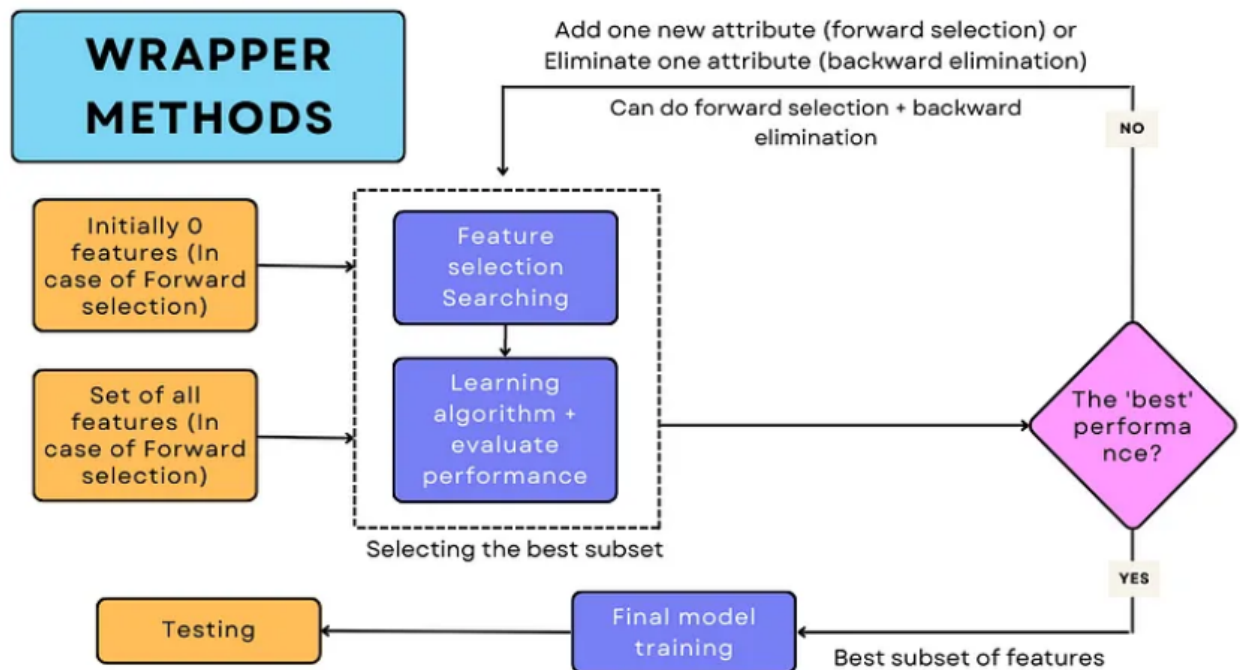 WRAPPER
METHODS
Add one new attribute (forward selection) or
Eliminate one attribute (backward elimination)
Can do forward selection + backward
elimination
NO
Initially 0
features (In
case of Forward
selection)
Feature
selection
Searching
Set of all
features (In
case of Forward
selection)
Learning
algorithm +
evaluate
performance
The 'best'
performa
nce?
Selecting the best subset
YES
Testing
Final model
training
Best subset of features